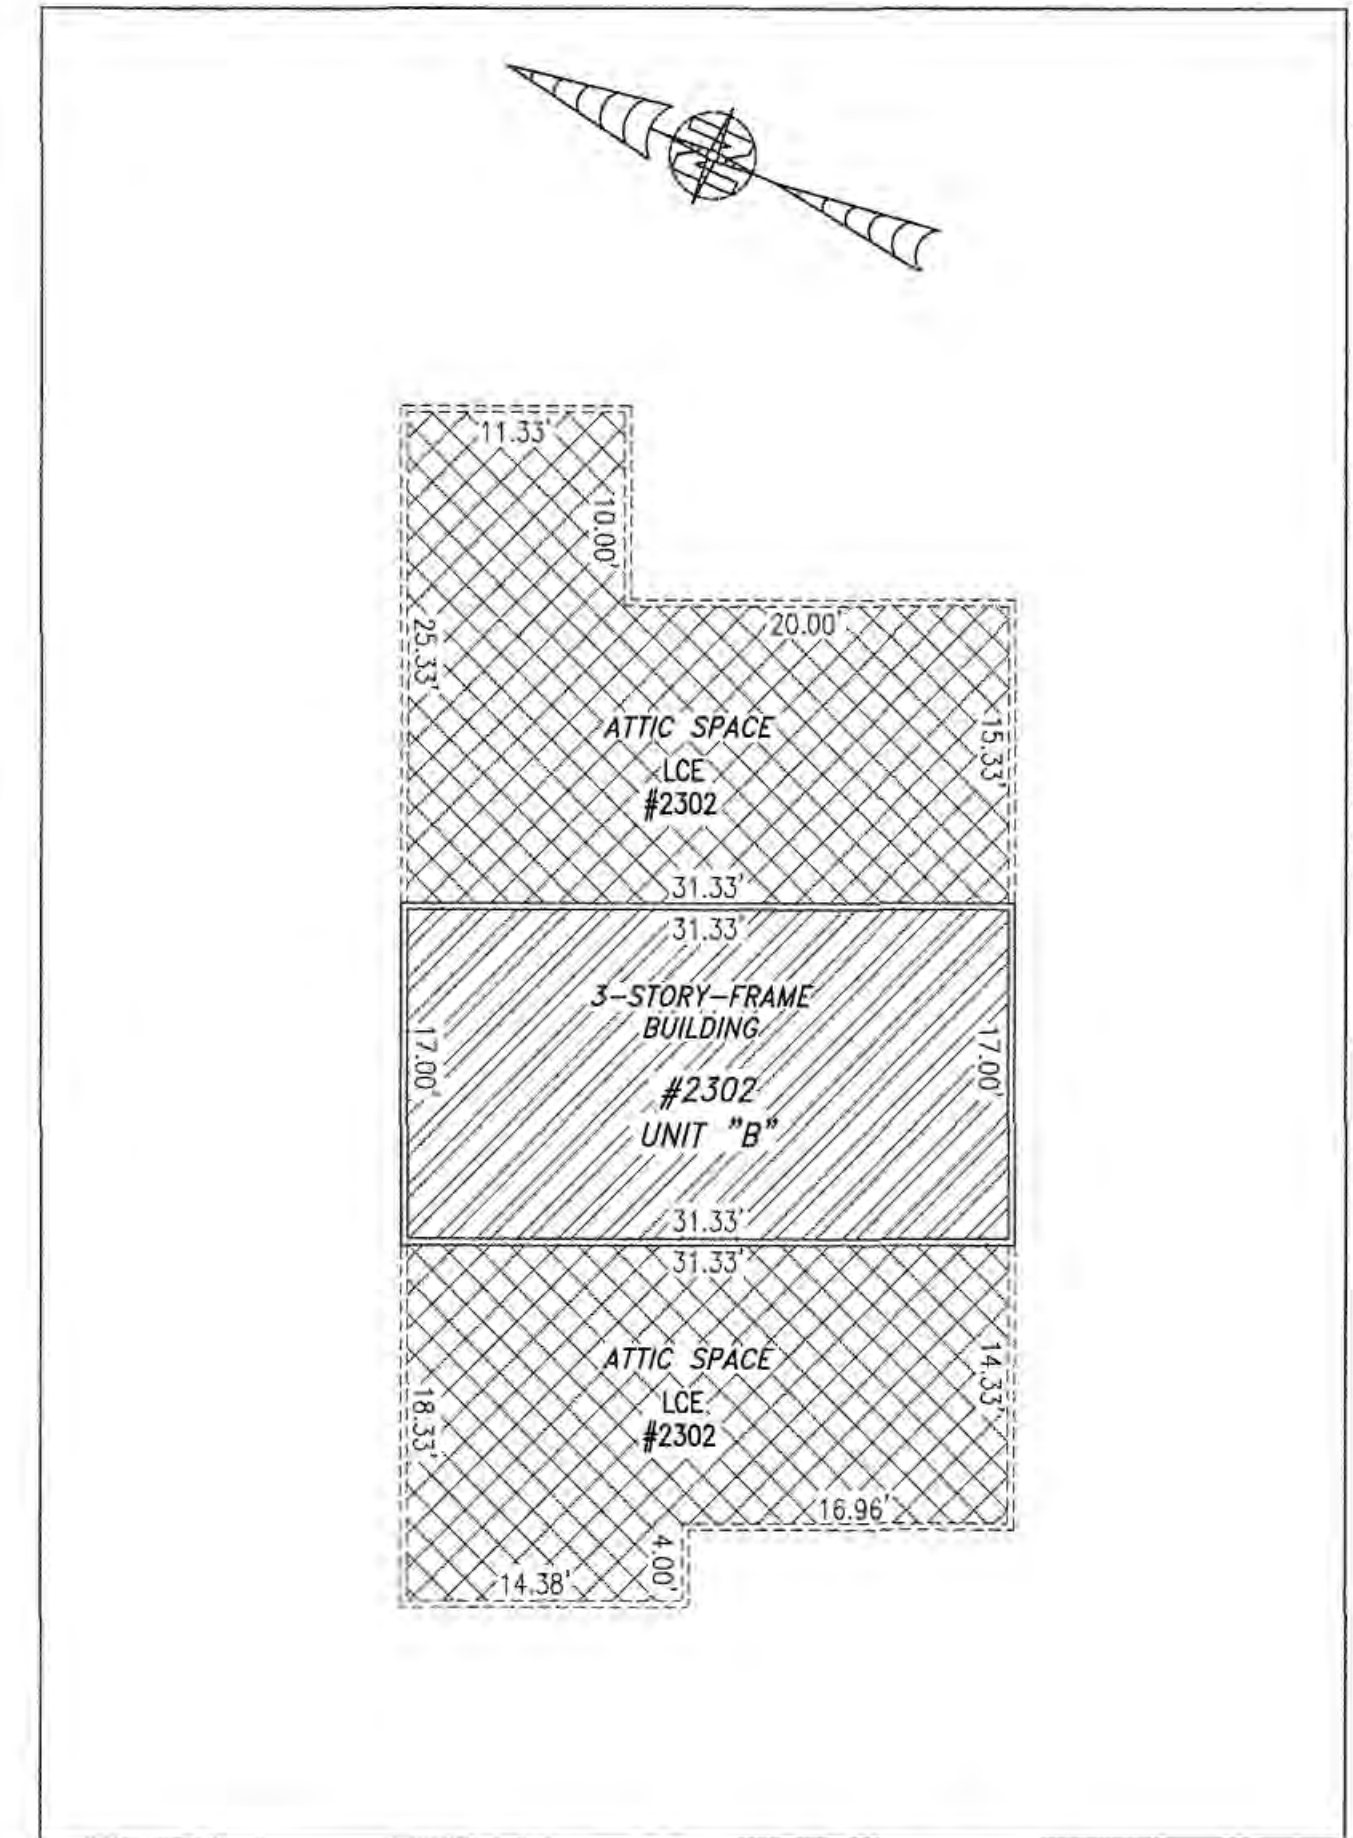 N
11.33'
10.00'
20.00'
25.33'
15.33'
ATTIC SPACE
LCE
#2302
31.33'
31.33'
3-STORY-FRAME
BUILDING
#2302
UNIT "B"
17.00'
17.00'
31.33'
31.33'
ATTIC SPACE
LCE
#2302
18.33'
14.33'
16.96'
14.38'
4.00'